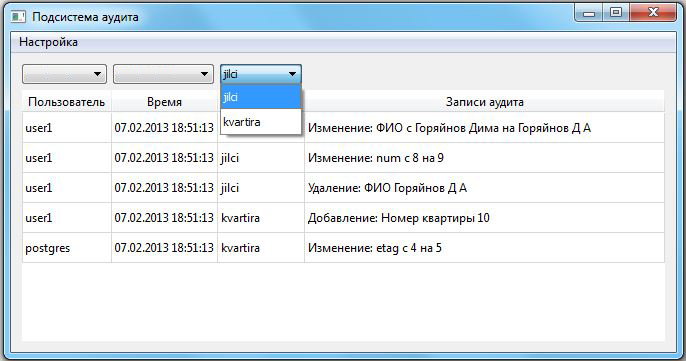 Подсистема аудита
Настройка
jilci
jilci
kvartira
Пользователь Время Записи аудита
user1 07.02.2013 18:51:13 Изменение: ФИО с Горяйнов Дима на Горяйнов Д А
user1 07.02.2013 18:51:13 jilci Изменение: num с 8 на 9
user1 07.02.2013 18:51:13 jilci Удаление: ФИО Горяйнов Д А
user1 07.02.2013 18:51:13 kvartira Добавление: Номер квартиры 10
postgres 07.02.2013 18:51:13 kvartira Изменение: etag с 4 на 5